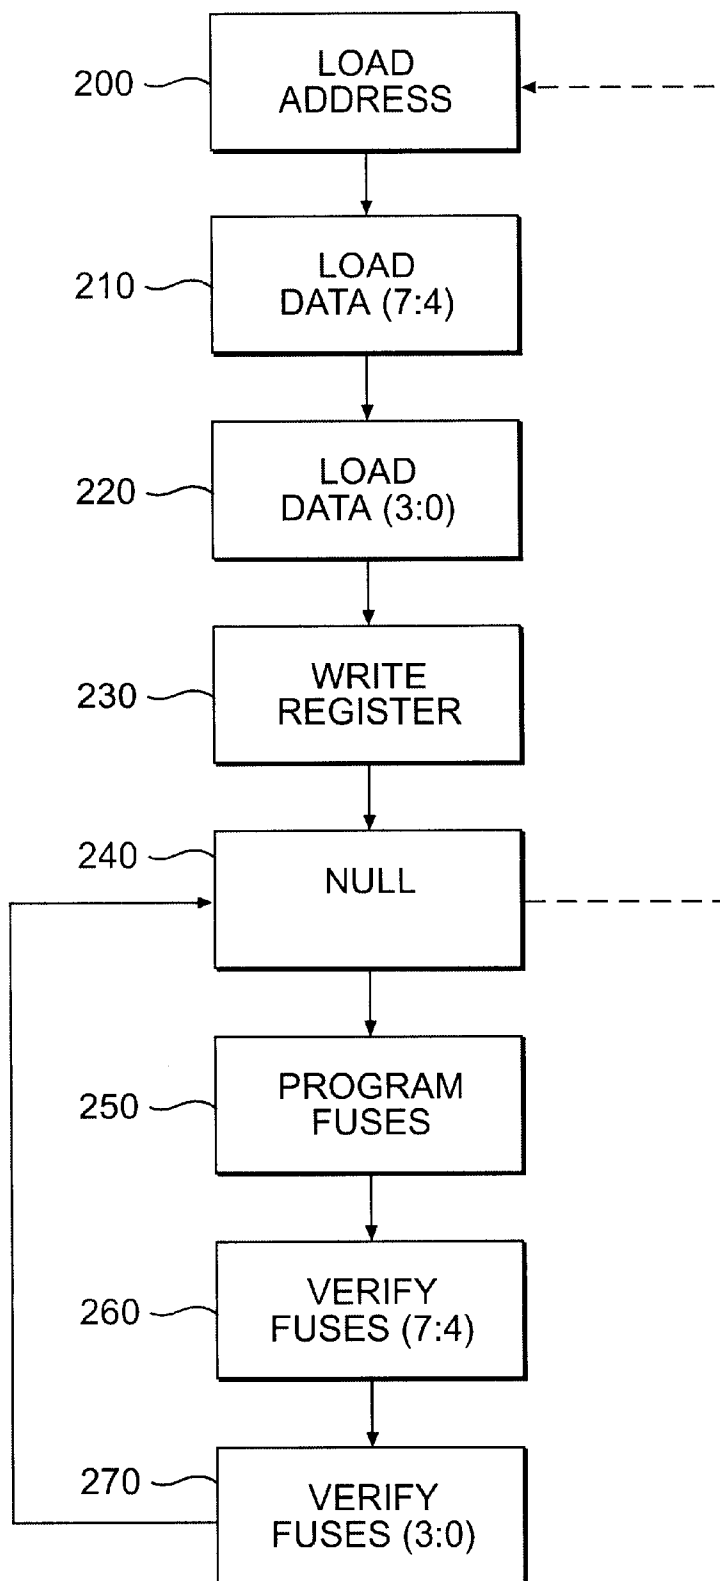 200
LOAD
ADDRESS
210
LOAD
DATA (7:4)
220
LOAD
DATA (3:0)
230
WRITE
REGISTER
240
NULL
250
PROGRAM
FUSES
260
VERIFY
FUSES (7:4)
270
VERIFY
FUSES (3:0)